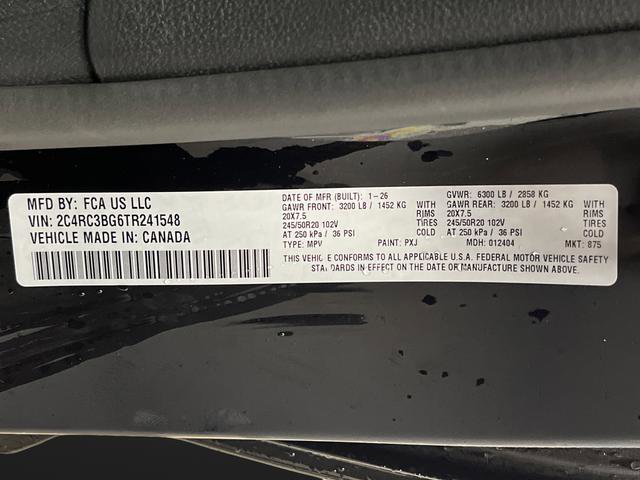 MFD BY: FCA US LLC
VIN: 2C4RC3BG6TR241548
VEHICLE MADE IN: CANADA
DATE OF MFR (BUILT): 1-26 GVWR: 6300 LB / 2858 KG
GAWR FRONT: 3200 LB / 1452 KG WITH GAWR REAR: 3200 LB / 1452 KG WITH
20X7.5 RIMS 20X7.5 RIMS
245/50R20 102V TIRES 245/50R20 102V TIRES
AT 250 kPa / 36 PSI COLD AT 250 kPa / 36 PSI COLD
TYPE: MPV PAINT: PXJ MDH: 012404 MKT: 875
THIS VEHICLE CONFORMS TO ALL APPLICABLE U.S.A. FEDERAL MOTOR VEHICLE SAFETY
STANDARDS IN EFFECT ON THE DATE OF MANUFACTURE SHOWN ABOVE.